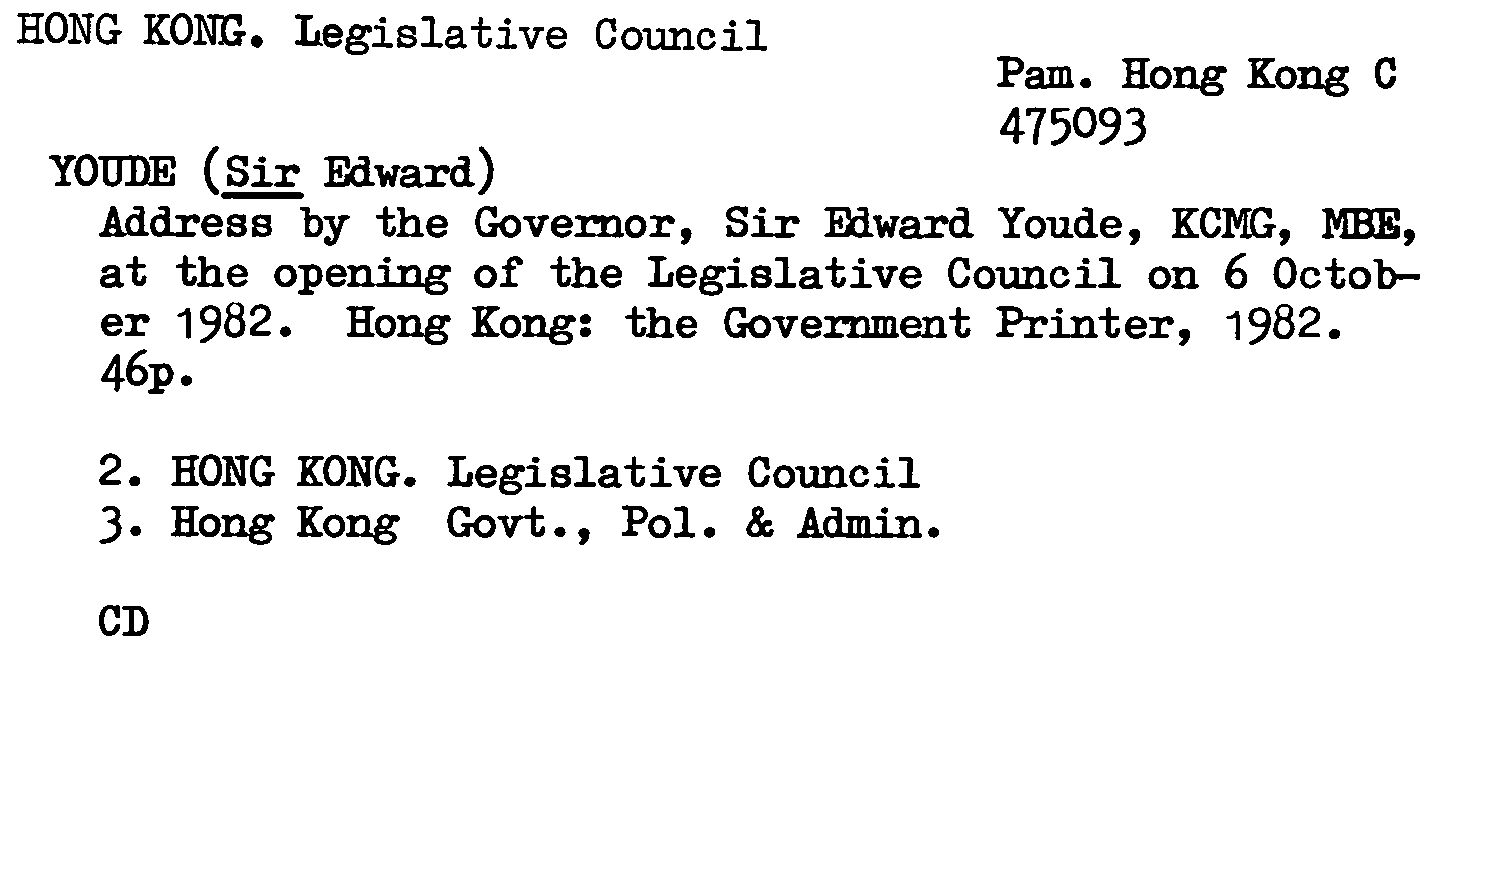 HONG KONG. Legislative Council
Pam. Hong Kong C
475093
YOUDE (Sir Edward)
Address by the Governor, Sir Edward Youde, KCMG, MBE,
at the opening of the Legislative Council on 6 Octob-
er 1982. Hong Kong: the Government Printer, 1982.
46p.
2. HONG KONG. Legislative Council
3. Hong Kong Govt., Pol. & Admin.
CD